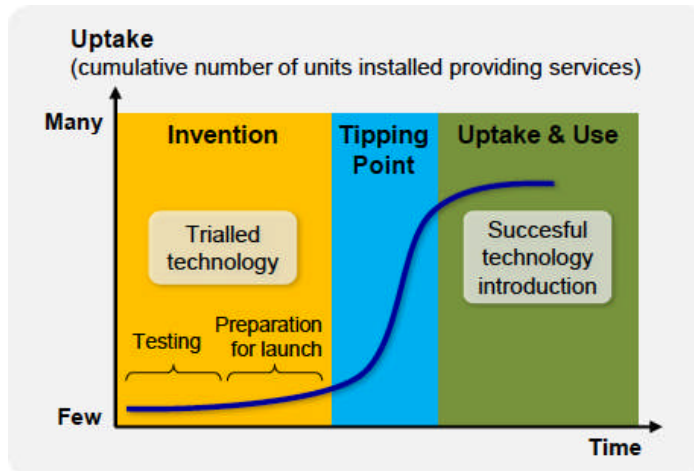 Uptake
(cumulative number of units installed providing services)
Many
Invention
Tipping
Point
Uptake & Use
Trialled
technology
Succesful
technology
introduction
Testing
Preparation
for launch
Few
Time